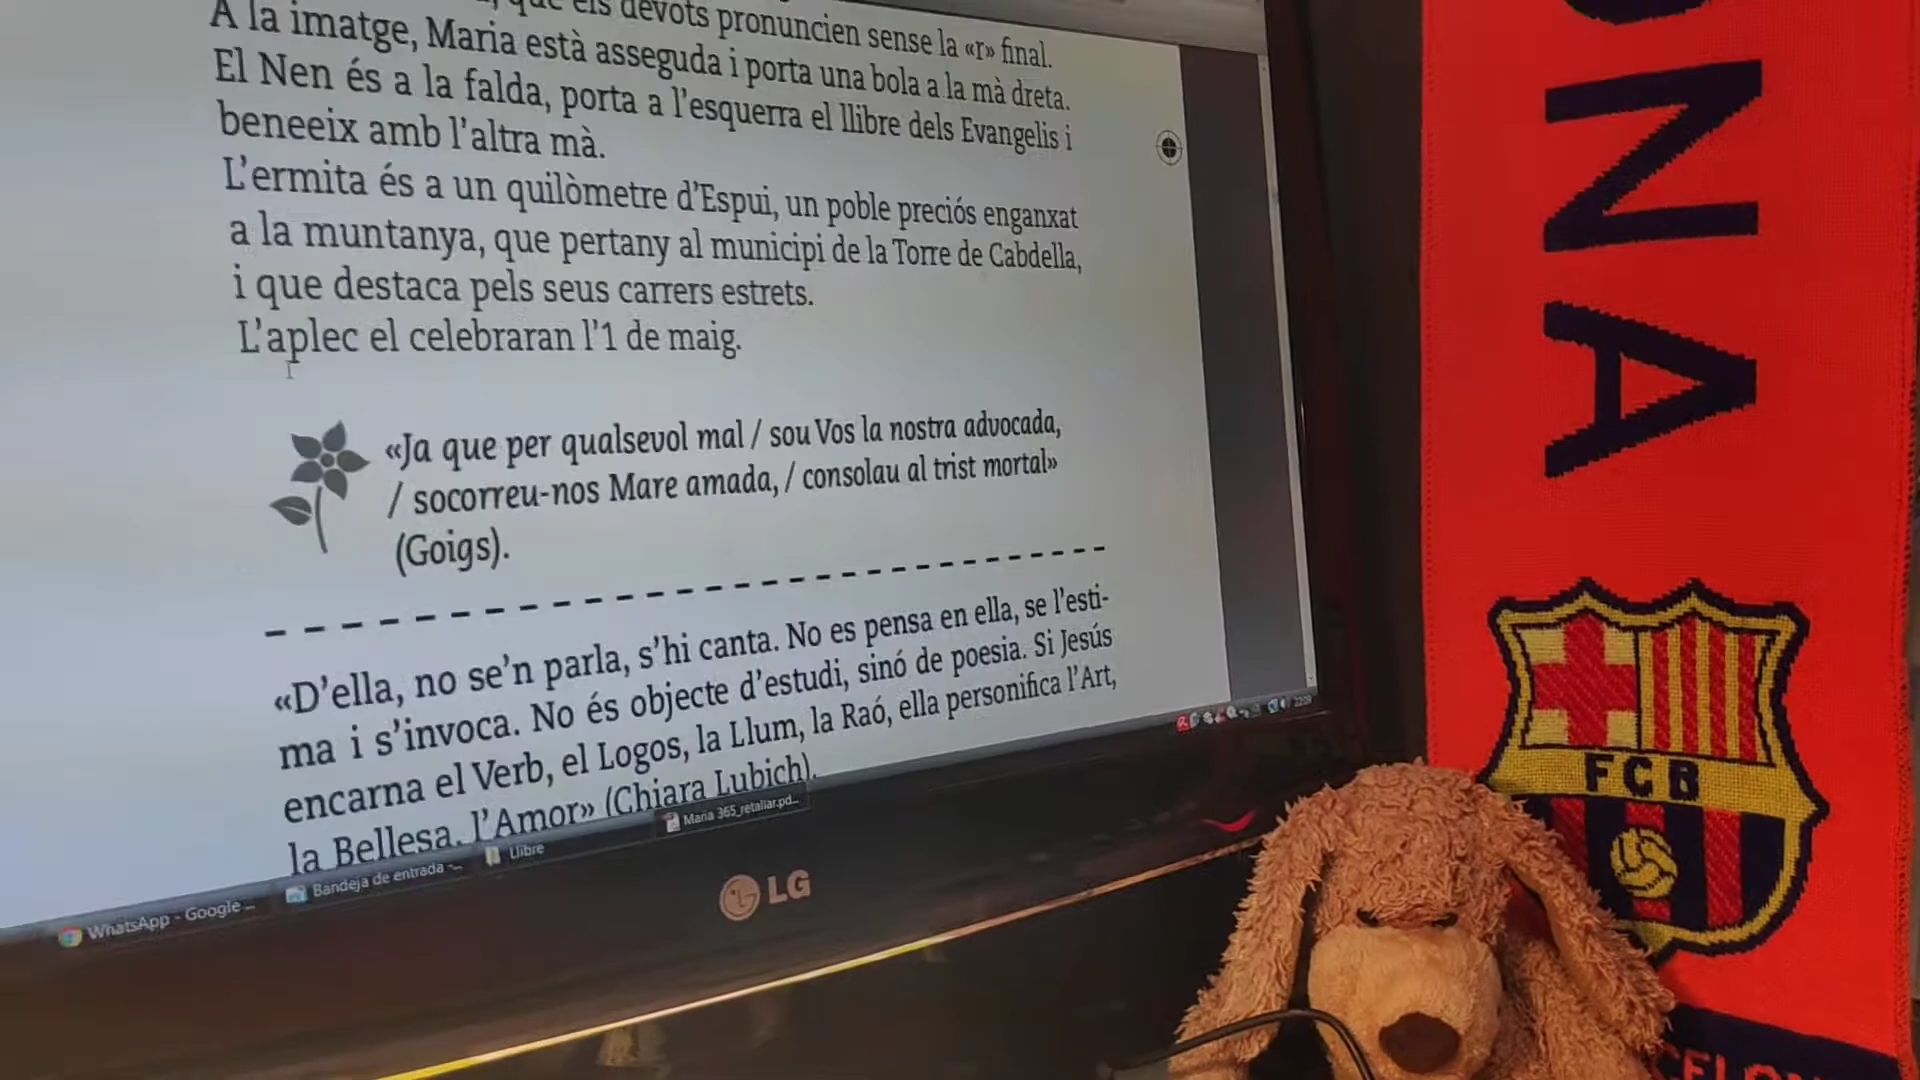 que els devots pronuncien sense la «r» final.
A la imatge, Maria està asseguda i porta una bola a la mà dreta.
El Nen és a la falda, porta a l’esquerra el llibre dels Evangelis i
beneeix amb l’altra mà.
L’ermita és a un quilòmetre d’Espui, un poble preciós enganxat
a la muntanya, que pertany al municipi de la Torre de Cabdella,
i que destaca pels seus carrers estrets.
L’aplec el celebraran l’1 de maig.
«Ja que per qualsevol mal / sou Vos la nostra advocada,
/ socorreu-nos Mare amada, / consolau al trist mortal»
(Goigs).
«D’ella, no se’n parla, s’hi canta. No es pensa en ella, se l’esti-
ma i s’invoca. No és objecte d’estudi, sinó de poesia. Si Jesús
encarna el Verb, el Logos, la Llum, la Raó, ella personifica l’Art,
la Bellesa, l’Amor» (Chiara Lubich).
WhatsApp - Google ...
Bandeja de entrada -...
Llibre
Maria 365_retallar.pd...
LG
ONA
FCB
CELON